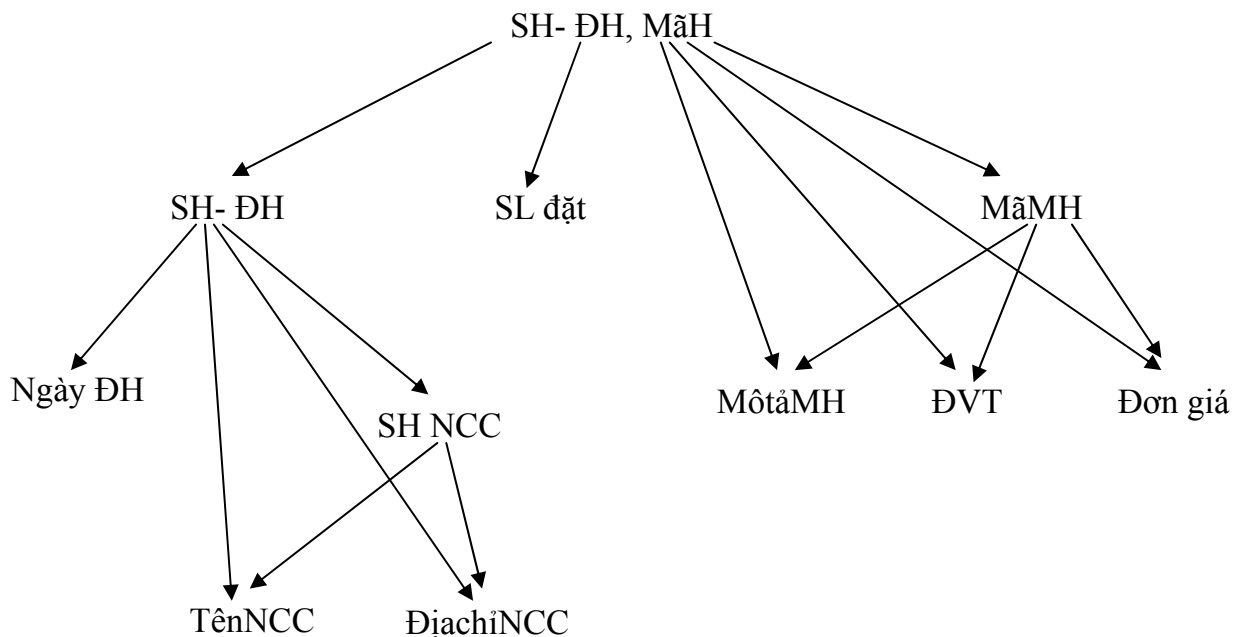 SH- ĐH, MãH
SH- ĐH
SL đặt
MãMH
Ngày ĐH
MôtảMH
ĐVT
Đơn giá
SH NCC
TênNCC
ĐịachỉNCC